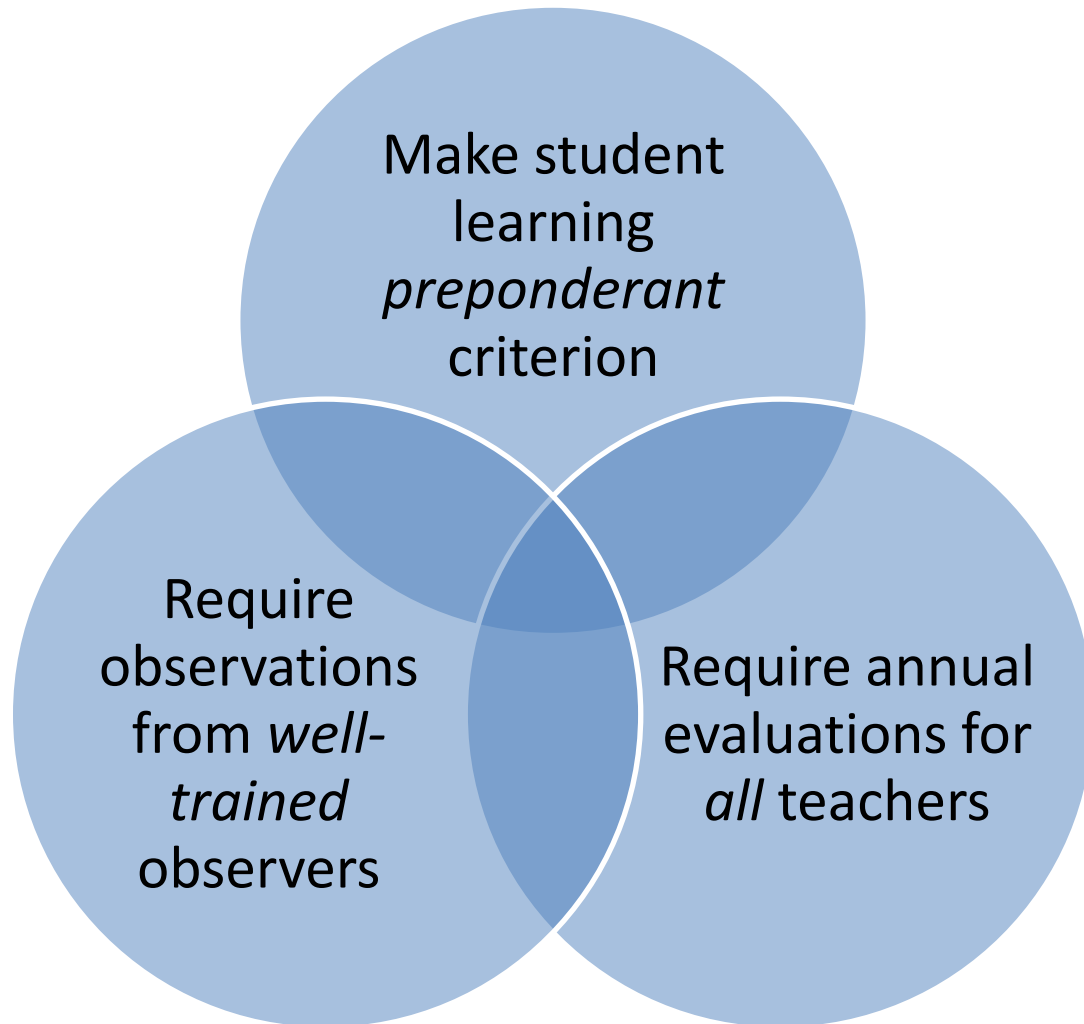 Make student
learning
preponderant
criterion
Require
observations
from well-
trained
observers
Require annual
evaluations for
all teachers